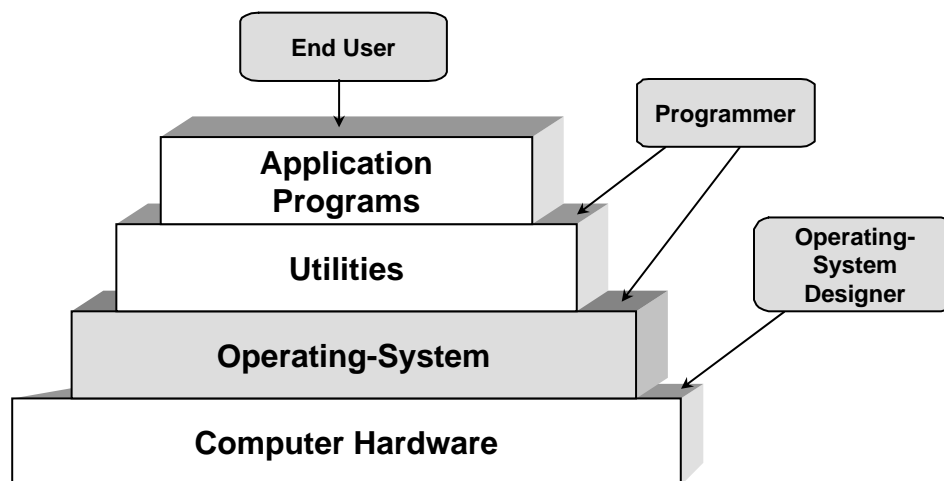 End User
Programmer
Application
Programs
Operating-
System
Designer
Utilities
Operating-System
Computer Hardware